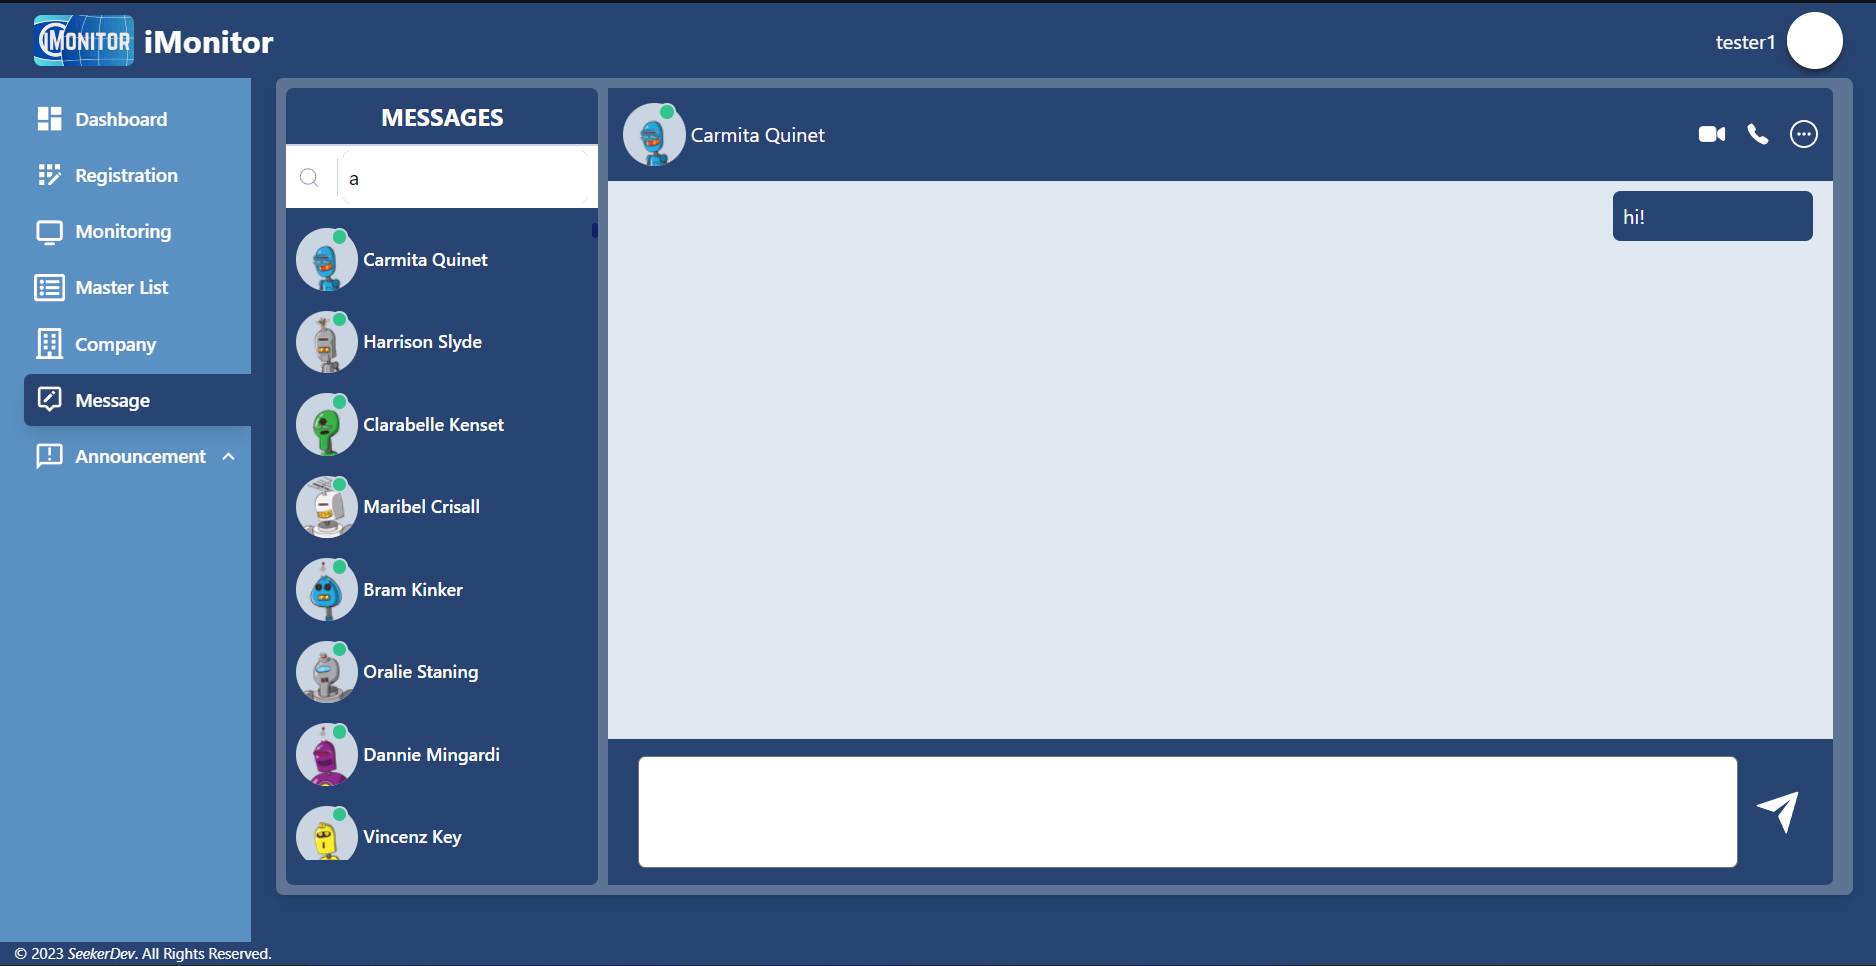 iMONITOR iMonitor
tester1
Dashboard
Registration
Monitoring
Master List
Company
Message
Announcement
MESSAGES
a
Carmita Quinet
Harrison Slyde
Clarabelle Kenset
Maribel Crisall
Bram Kinker
Oralie Staning
Dannie Mingardi
Vincenz Key
Carmita Quinet
hi!
© 2023 SeekerDev. All Rights Reserved.